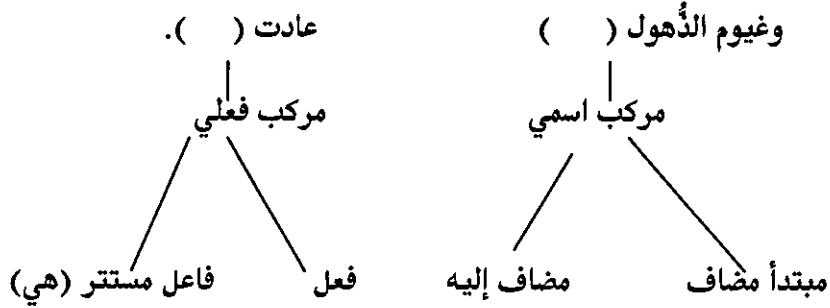 وغيوم الذُّهول (    )    عادت (    ).
مركب اسمي    مركب فعلي
مبتدأ مضاف    مضاف إليه    فعل    فاعل مستتر (هي)